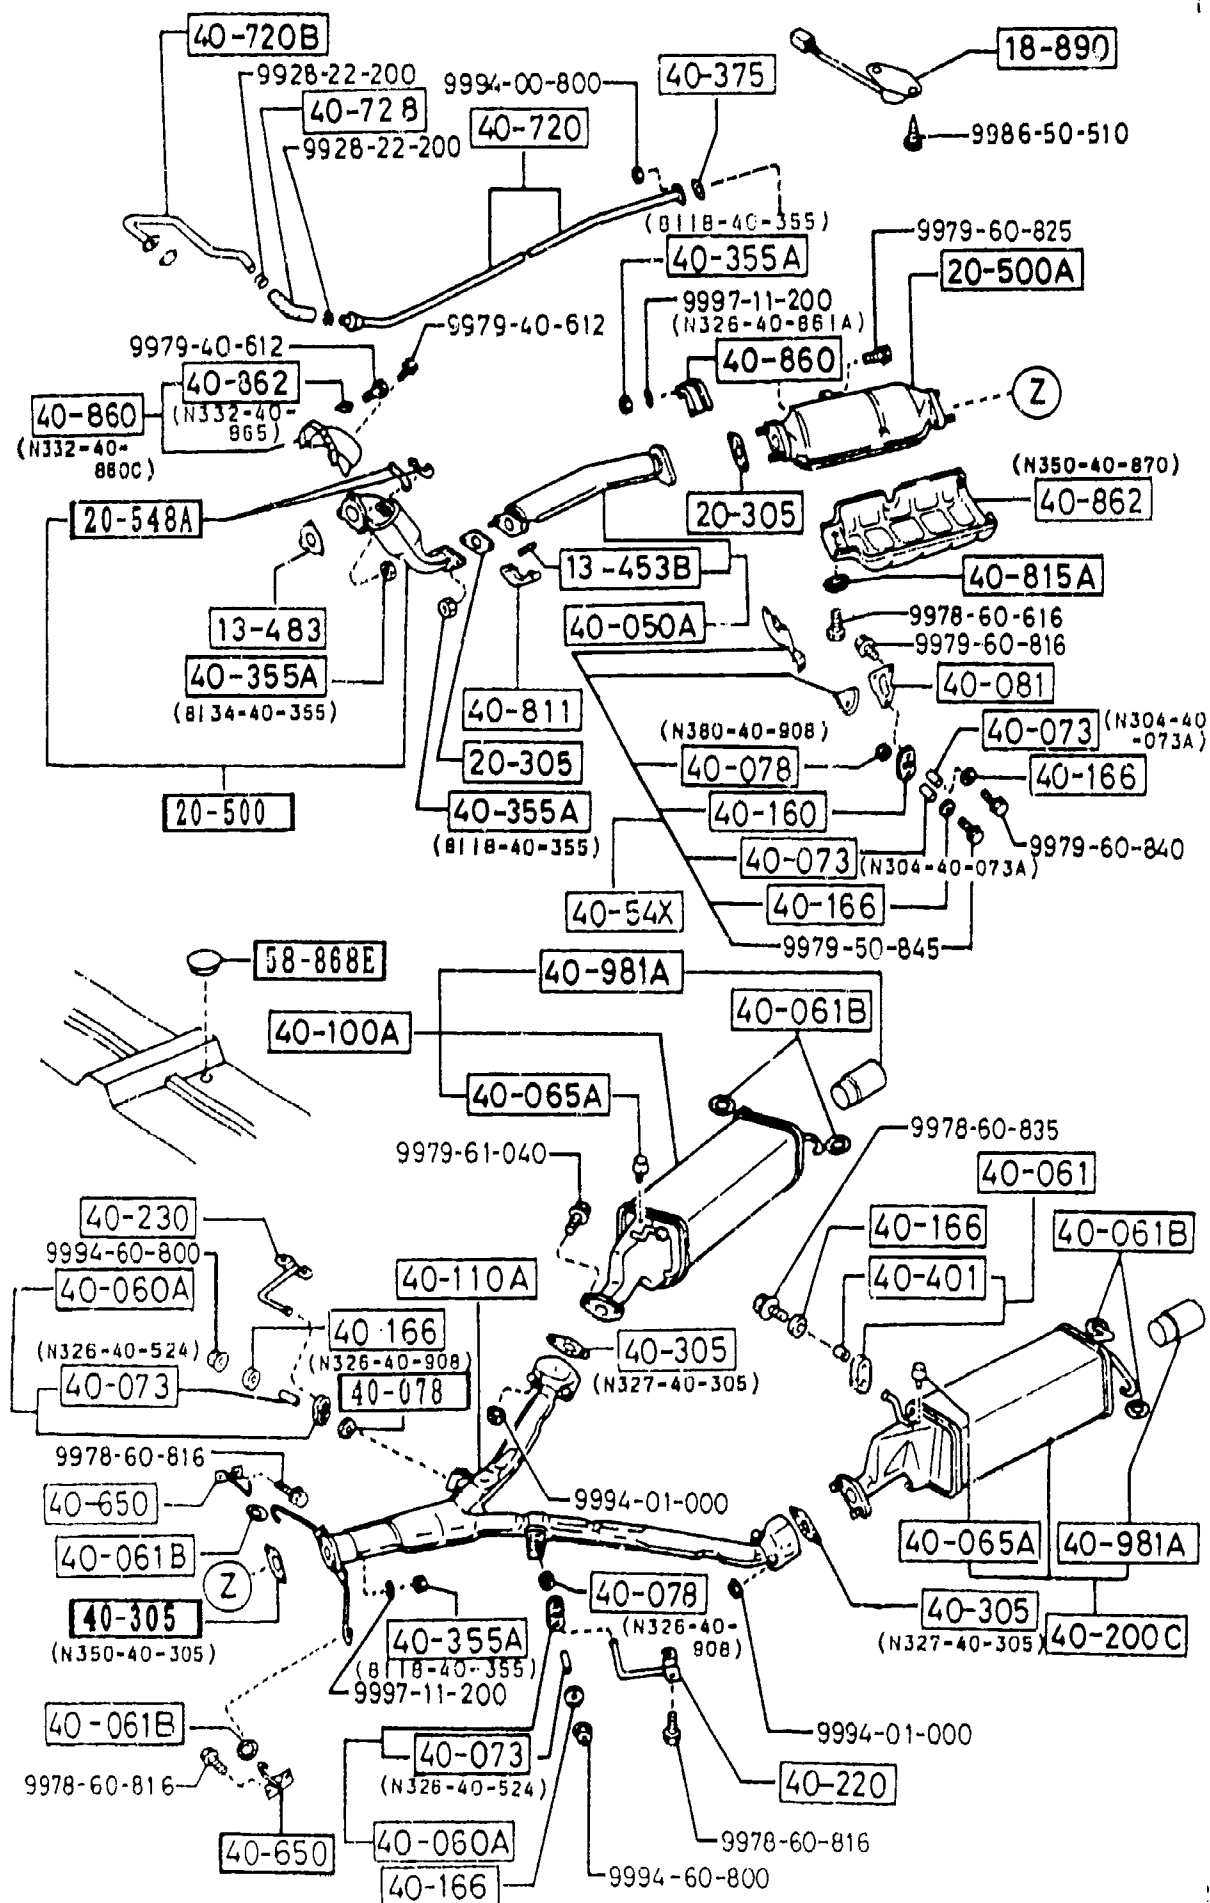 40-720B
9928-22-200
40-728
9928-22-200
9994-00-800
40-375
40-720
18-890
9986-50-510
(8118-40-355)
40-355A
9979-60-825
20-500A
9997-11-200
(N326-40-861A)
40-860
9979-40-612
9979-40-612
40-862
(N332-40-
865)
40-860
(N332-40-
880C)
Z
(N350-40-870)
40-862
20-548A
20-305
13-453B
40-815A
40-050A
9978-60-616
9979-60-816
13-483
40-355A
(8134-40-355)
40-811
40-081
(N380-40-908)
40-078
40-073
(N304-40
-073A)
40-166
20-305
20-500
40-355A
(8118-40-355)
40-160
40-073
(N304-40-073A)
9979-60-840
40-54X
40-166
9979-50-845
58-868E
40-981A
40-061B
40-100A
40-065A
9979-61-040
9978-60-835
40-061
40-230
9994-60-800
40-060A
40-110A
40-166
40-061B
40-401
(N326-40-524)
40-073
40-166
(N326-40-908)
40-078
40-305
(N327-40-305)
9978-60-816
40-650
40-061B
9994-01-000
Z
40-305
(N350-40-305)
40-065A
40-981A
40-078
(N326-40-
908)
40-305
(N327-40-305)
40-200C
40-355A
(8118-40-355)
9997-11-200
40-061B
9978-60-816
40-073
(N326-40-524)
9994-01-000
40-220
40-650
40-060A
9978-60-816
40-166
9994-60-800